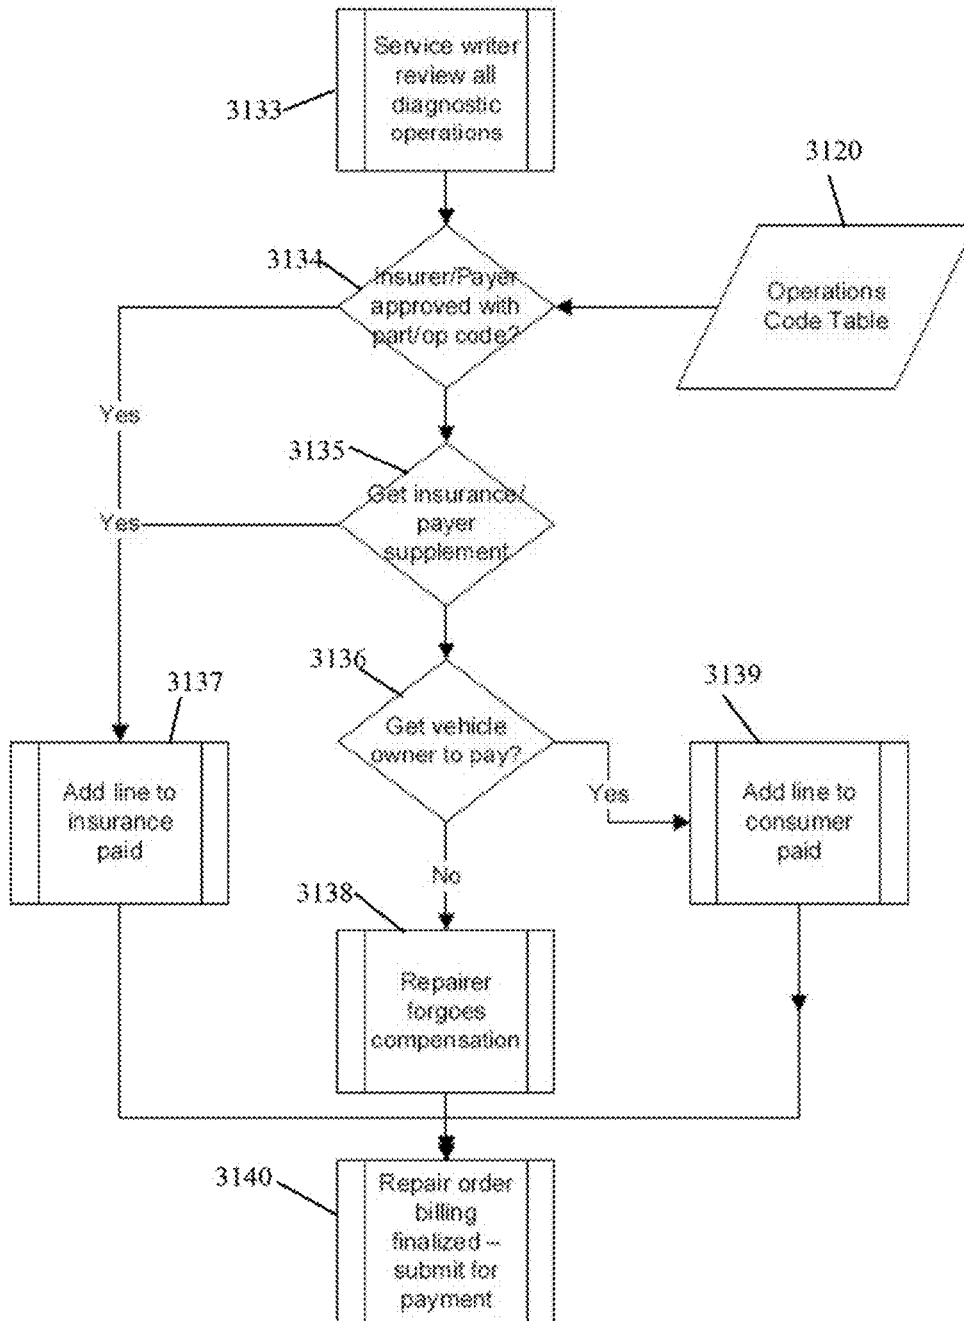 Service writer
review all
diagnostic
operations
3133
3120
3134
Insurer/Payer
approved with
part/op code?
Operations
Code Table
Yes
3135
Get insurance/
payer
supplement
Yes
3136
Get vehicle
owner to pay?
3137
3139
Add line to
insurance
paid
Yes
Add line to
consumer
paid
No
3138
Repairer
forgoes
compensation
3140
Repair order
billing
finalized –
submit for
payment